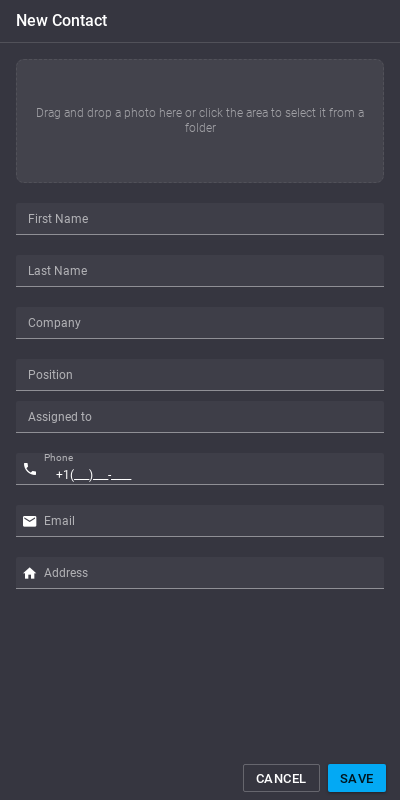 New Contact
Drag and drop a photo here or click the area to select it from a
folder
First Name
Last Name
Company
Position
Assigned to
Phone
+1(___)___-____
Email
Address
CANCEL
SAVE